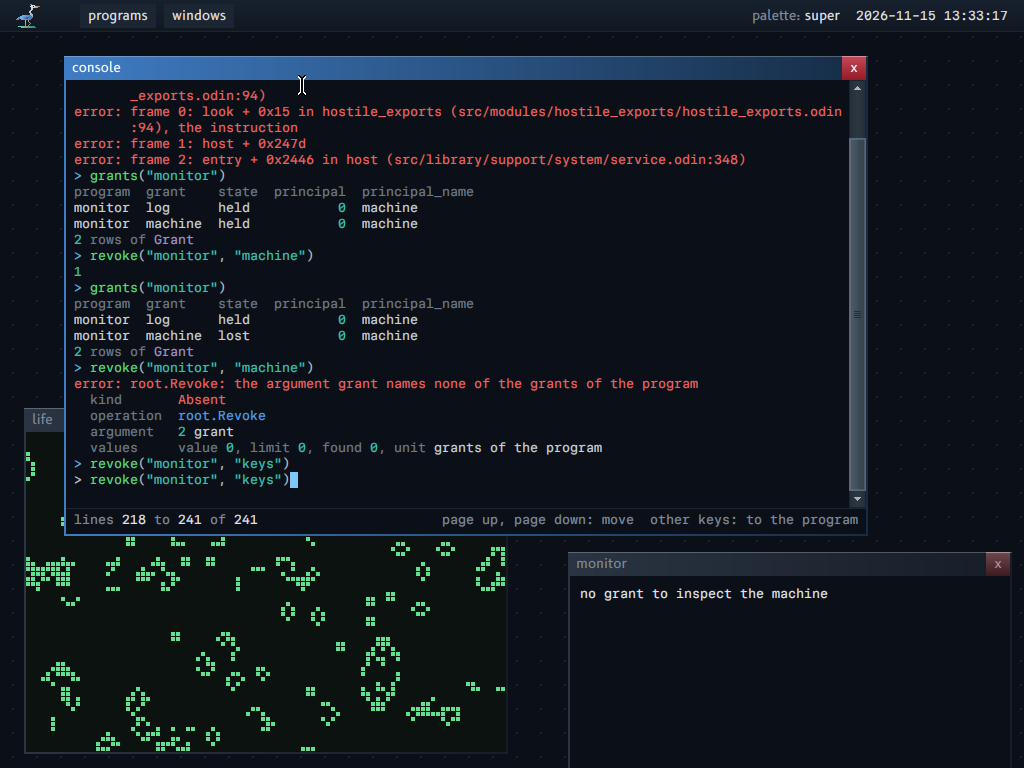 programs windows palette: super 2026-11-15 13:33:17
console x
_exports.odin:94)
error: frame 0: look + 0x15 in hostile_exports (src/modules/hostile_exports/hostile_exports.odin
:94), the instruction
error: frame 1: host + 0x247d
error: frame 2: entry + 0x2446 in host (src/library/support/system/service.odin:348)
> grants("monitor")
program grant state principal principal_name
monitor log held 0 machine
monitor machine held 0 machine
2 rows of Grant
> revoke("monitor", "machine")
1
> grants("monitor")
program grant state principal principal_name
monitor log held 0 machine
monitor machine lost 0 machine
2 rows of Grant
> revoke("monitor", "machine")
error: root.Revoke: the argument grant names none of the grants of the program
kind Absent
operation root.Revoke
argument 2 grant
values value 0, limit 0, found 0, unit grants of the program
> revoke("monitor", "keys")
> revoke("monitor", "keys")
lines 218 to 241 of 241 page up, page down: move other keys: to the program
life
monitor x
no grant to inspect the machine